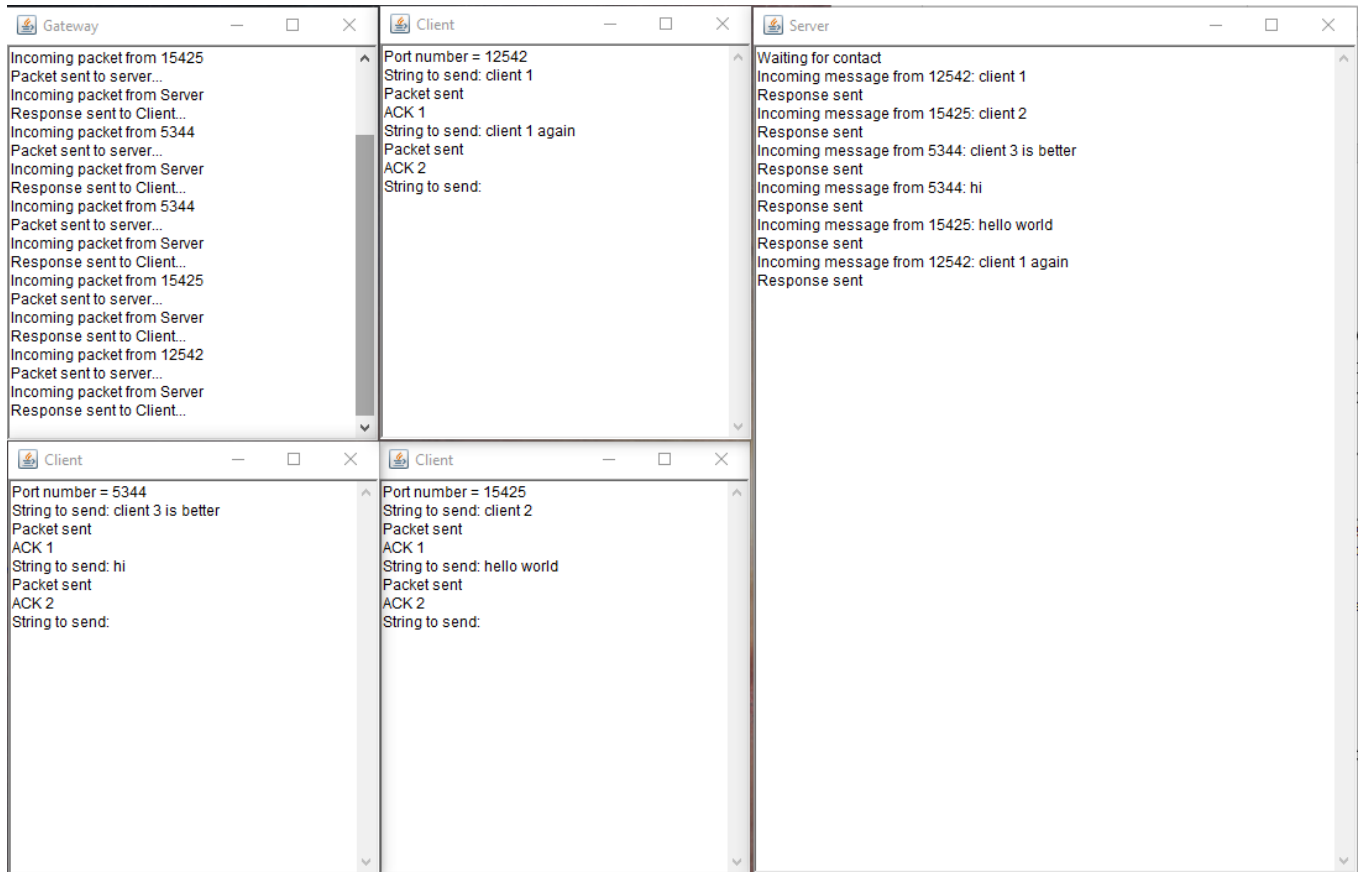 Gateway
Incoming packet from 15425
Packet sent to server...
Incoming packet from Server
Response sent to Client...
Incoming packet from 5344
Packet sent to server...
Incoming packet from Server
Response sent to Client...
Incoming packet from 5344
Packet sent to server...
Incoming packet from Server
Response sent to Client...
Incoming packet from 15425
Packet sent to server...
Incoming packet from Server
Response sent to Client...
Incoming packet from 12542
Packet sent to server...
Incoming packet from Server
Response sent to Client...
Client
Port number = 12542
String to send: client 1
Packet sent
ACK 1
String to send: client 1 again
Packet sent
ACK 2
String to send:
Server
Waiting for contact
Incoming message from 12542: client 1
Response sent
Incoming message from 15425: client 2
Response sent
Incoming message from 5344: client 3 is better
Response sent
Incoming message from 5344: hi
Response sent
Incoming message from 15425: hello world
Response sent
Incoming message from 12542: client 1 again
Response sent
Client
Port number = 5344
String to send: client 3 is better
Packet sent
ACK 1
String to send: hi
Packet sent
ACK 2
String to send:
Client
Port number = 15425
String to send: client 2
Packet sent
ACK 1
String to send: hello world
Packet sent
ACK 2
String to send: